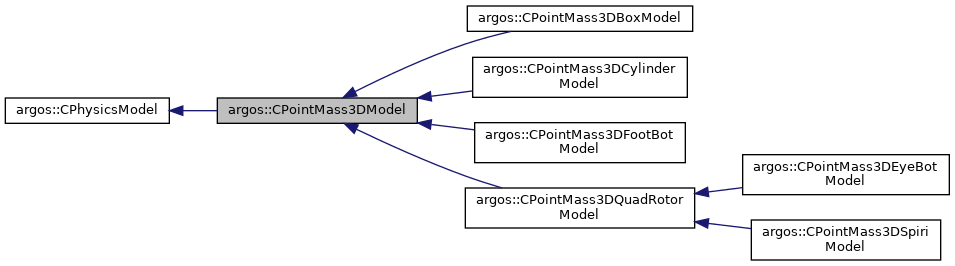 argos::CPhysicsModel
argos::CPointMass3DModel
argos::CPointMass3DBoxModel
argos::CPointMass3DCylinder
Model
argos::CPointMass3DFootBot
Model
argos::CPointMass3DQuadRotor
Model
argos::CPointMass3DEyeBot
Model
argos::CPointMass3DSpiri
Model